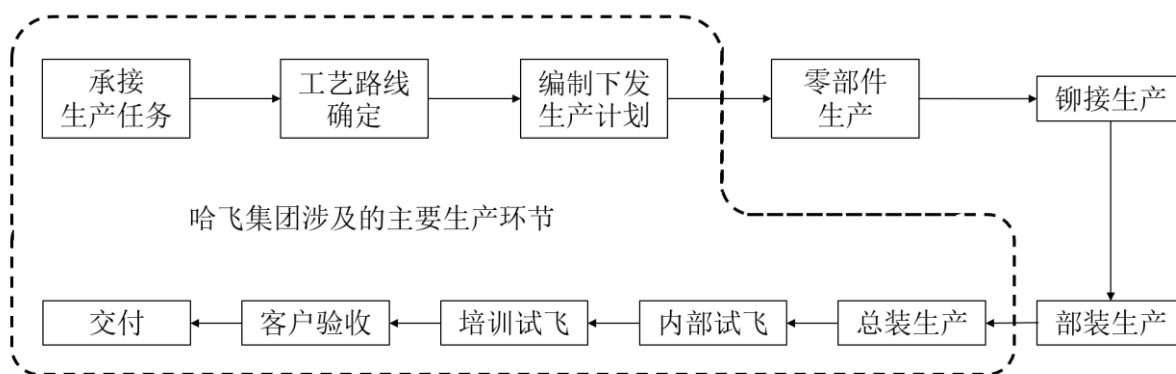 承接
生产任务
工艺路线
确定
编制下发
生产计划
零部件
生产
铆接生产
哈飞集团涉及的主要生产环节
交付
客户验收
培训试飞
内部试飞
总装生产
部装生产